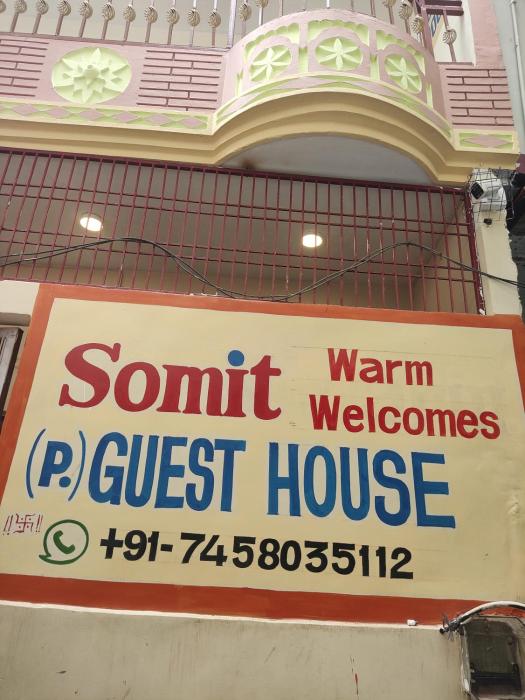 Somit Warm
Welcomes
(P.) GUEST HOUSE
+91-7458035112